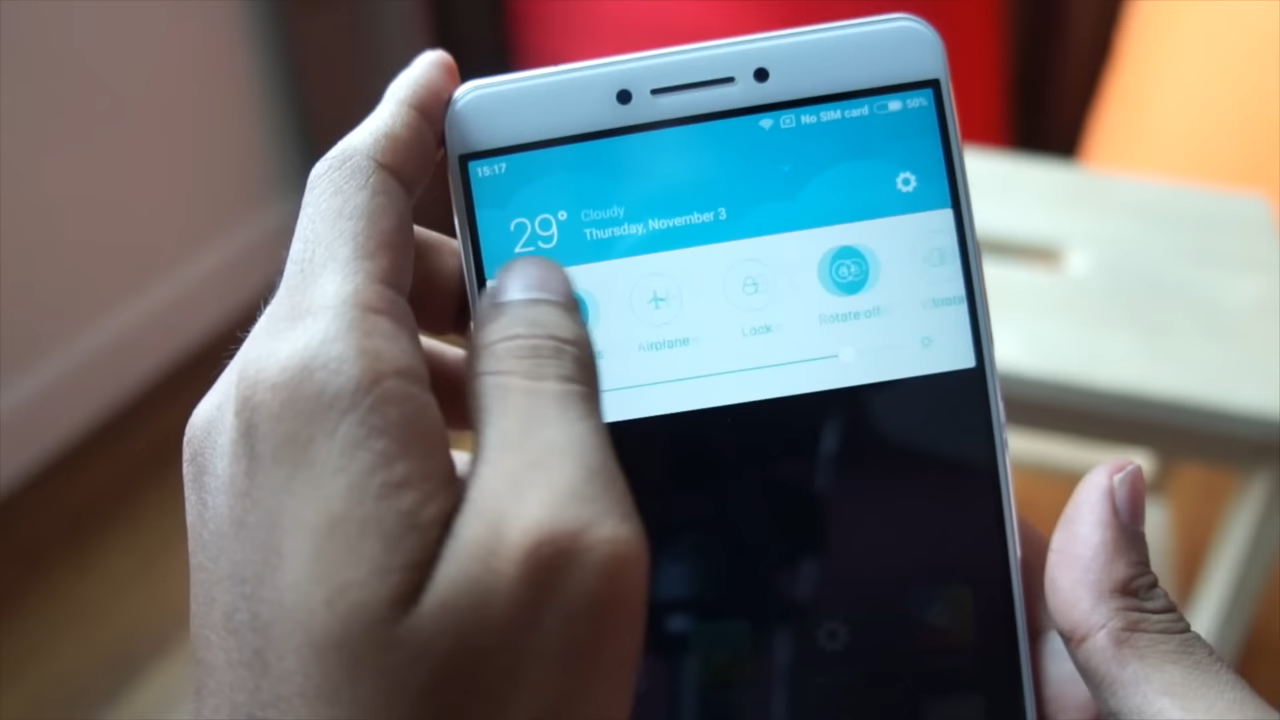 No SIM card 50%
15:17
29° Cloudy
Thursday, November 3
Airplane
Lock
Rotate off